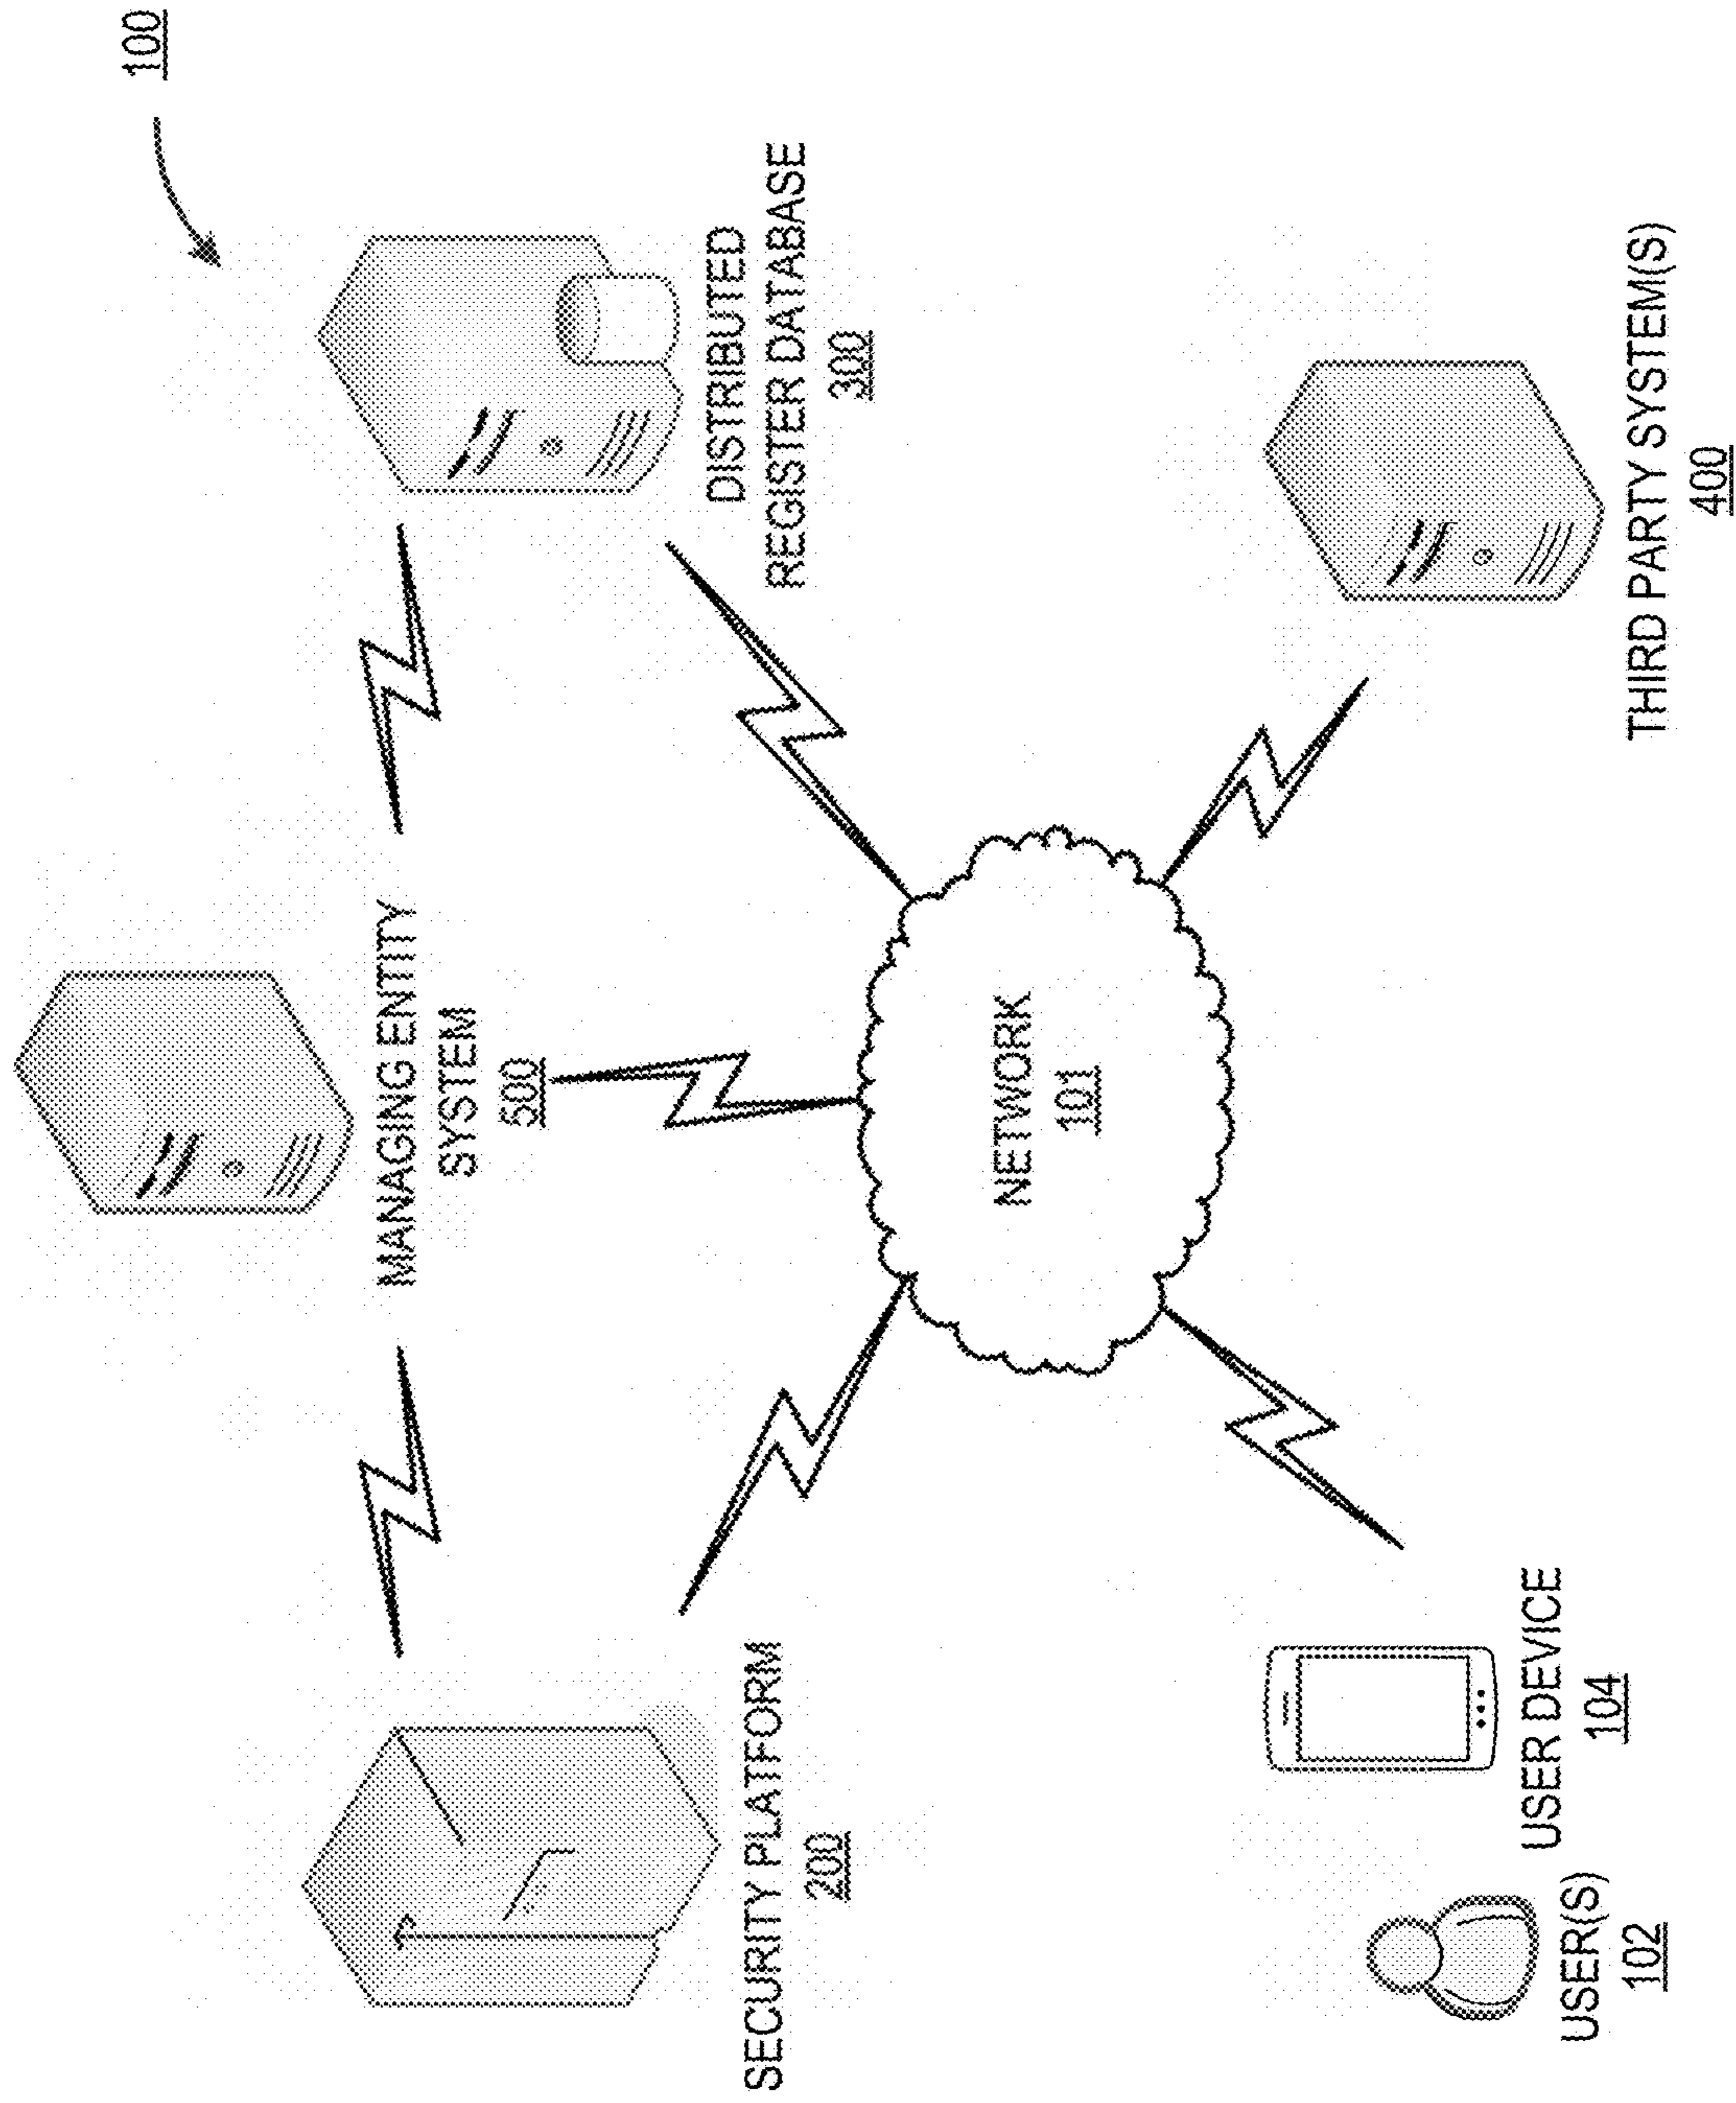 100
MANAGING ENTITY
SYSTEM
500
SECURITY PLATFORM
200
DISTRIBUTED
REGISTER DATABASE
300
NETWORK
101
USER(S)
102
USER DEVICE
104
THIRD PARTY SYSTEM(S)
400